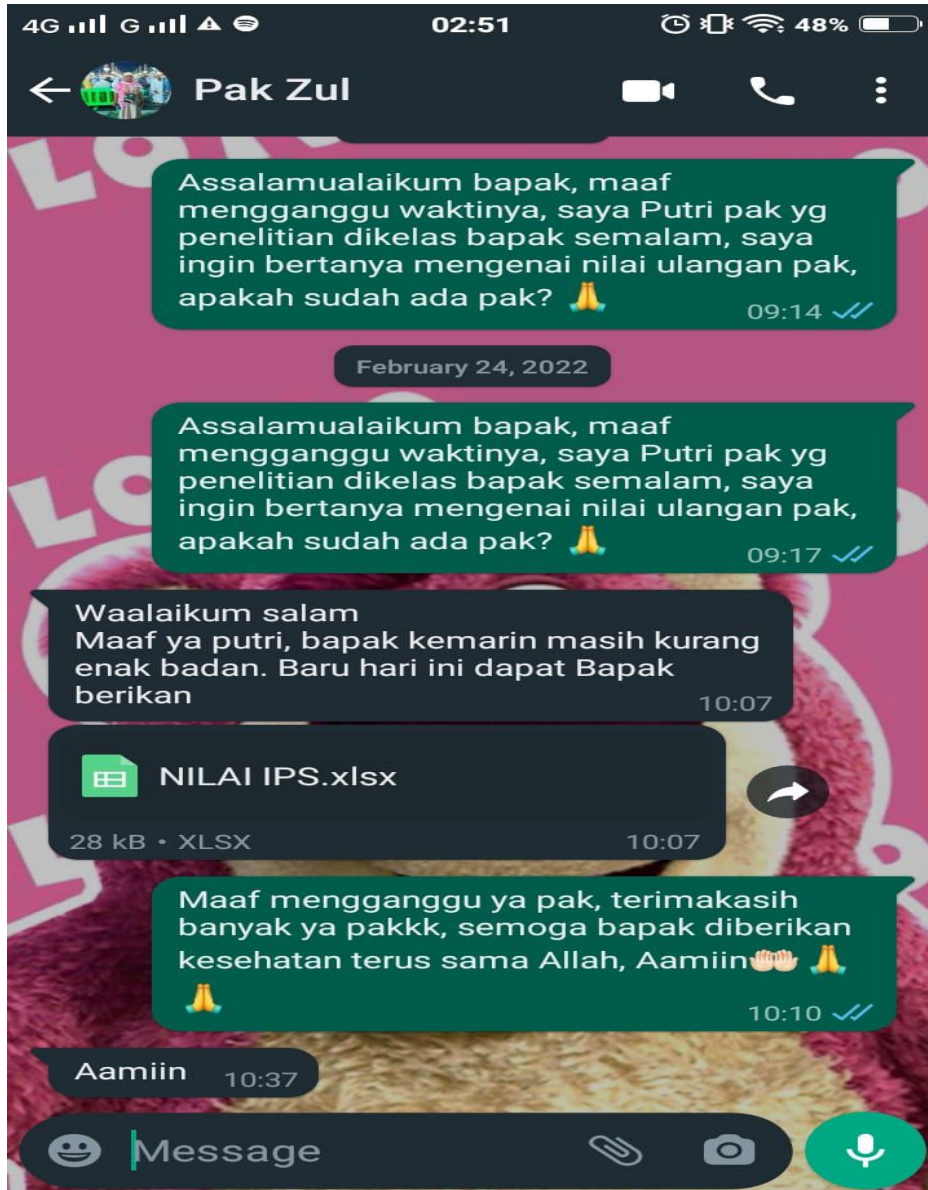 4G G
02:51
48%
Pak Zul
Assalamualaikum bapak, maaf
mengganggu waktinya, saya Putri pak yg
penelitian dikelas bapak semalam, saya
ingin bertanya mengenai nilai ulangan pak,
apakah sudah ada pak? 🙏
09:14
February 24, 2022
Assalamualaikum bapak, maaf
mengganggu waktinya, saya Putri pak yg
penelitian dikelas bapak semalam, saya
ingin bertanya mengenai nilai ulangan pak,
apakah sudah ada pak? 🙏
09:17
Waalaikum salam
Maaf ya putri, bapak kemarin masih kurang
enak badan. Baru hari ini dapat Bapak
berikan
10:07
NILAI IPS.xlsx
28 kB • XLSX
10:07
Maaf mengganggu ya pak, terimakasih
banyak ya pakkk, semoga bapak diberikan
kesehatan terus sama Allah, Aamiin🤲🏻 🙏
🙏
10:10
Aamiin
10:37
Message